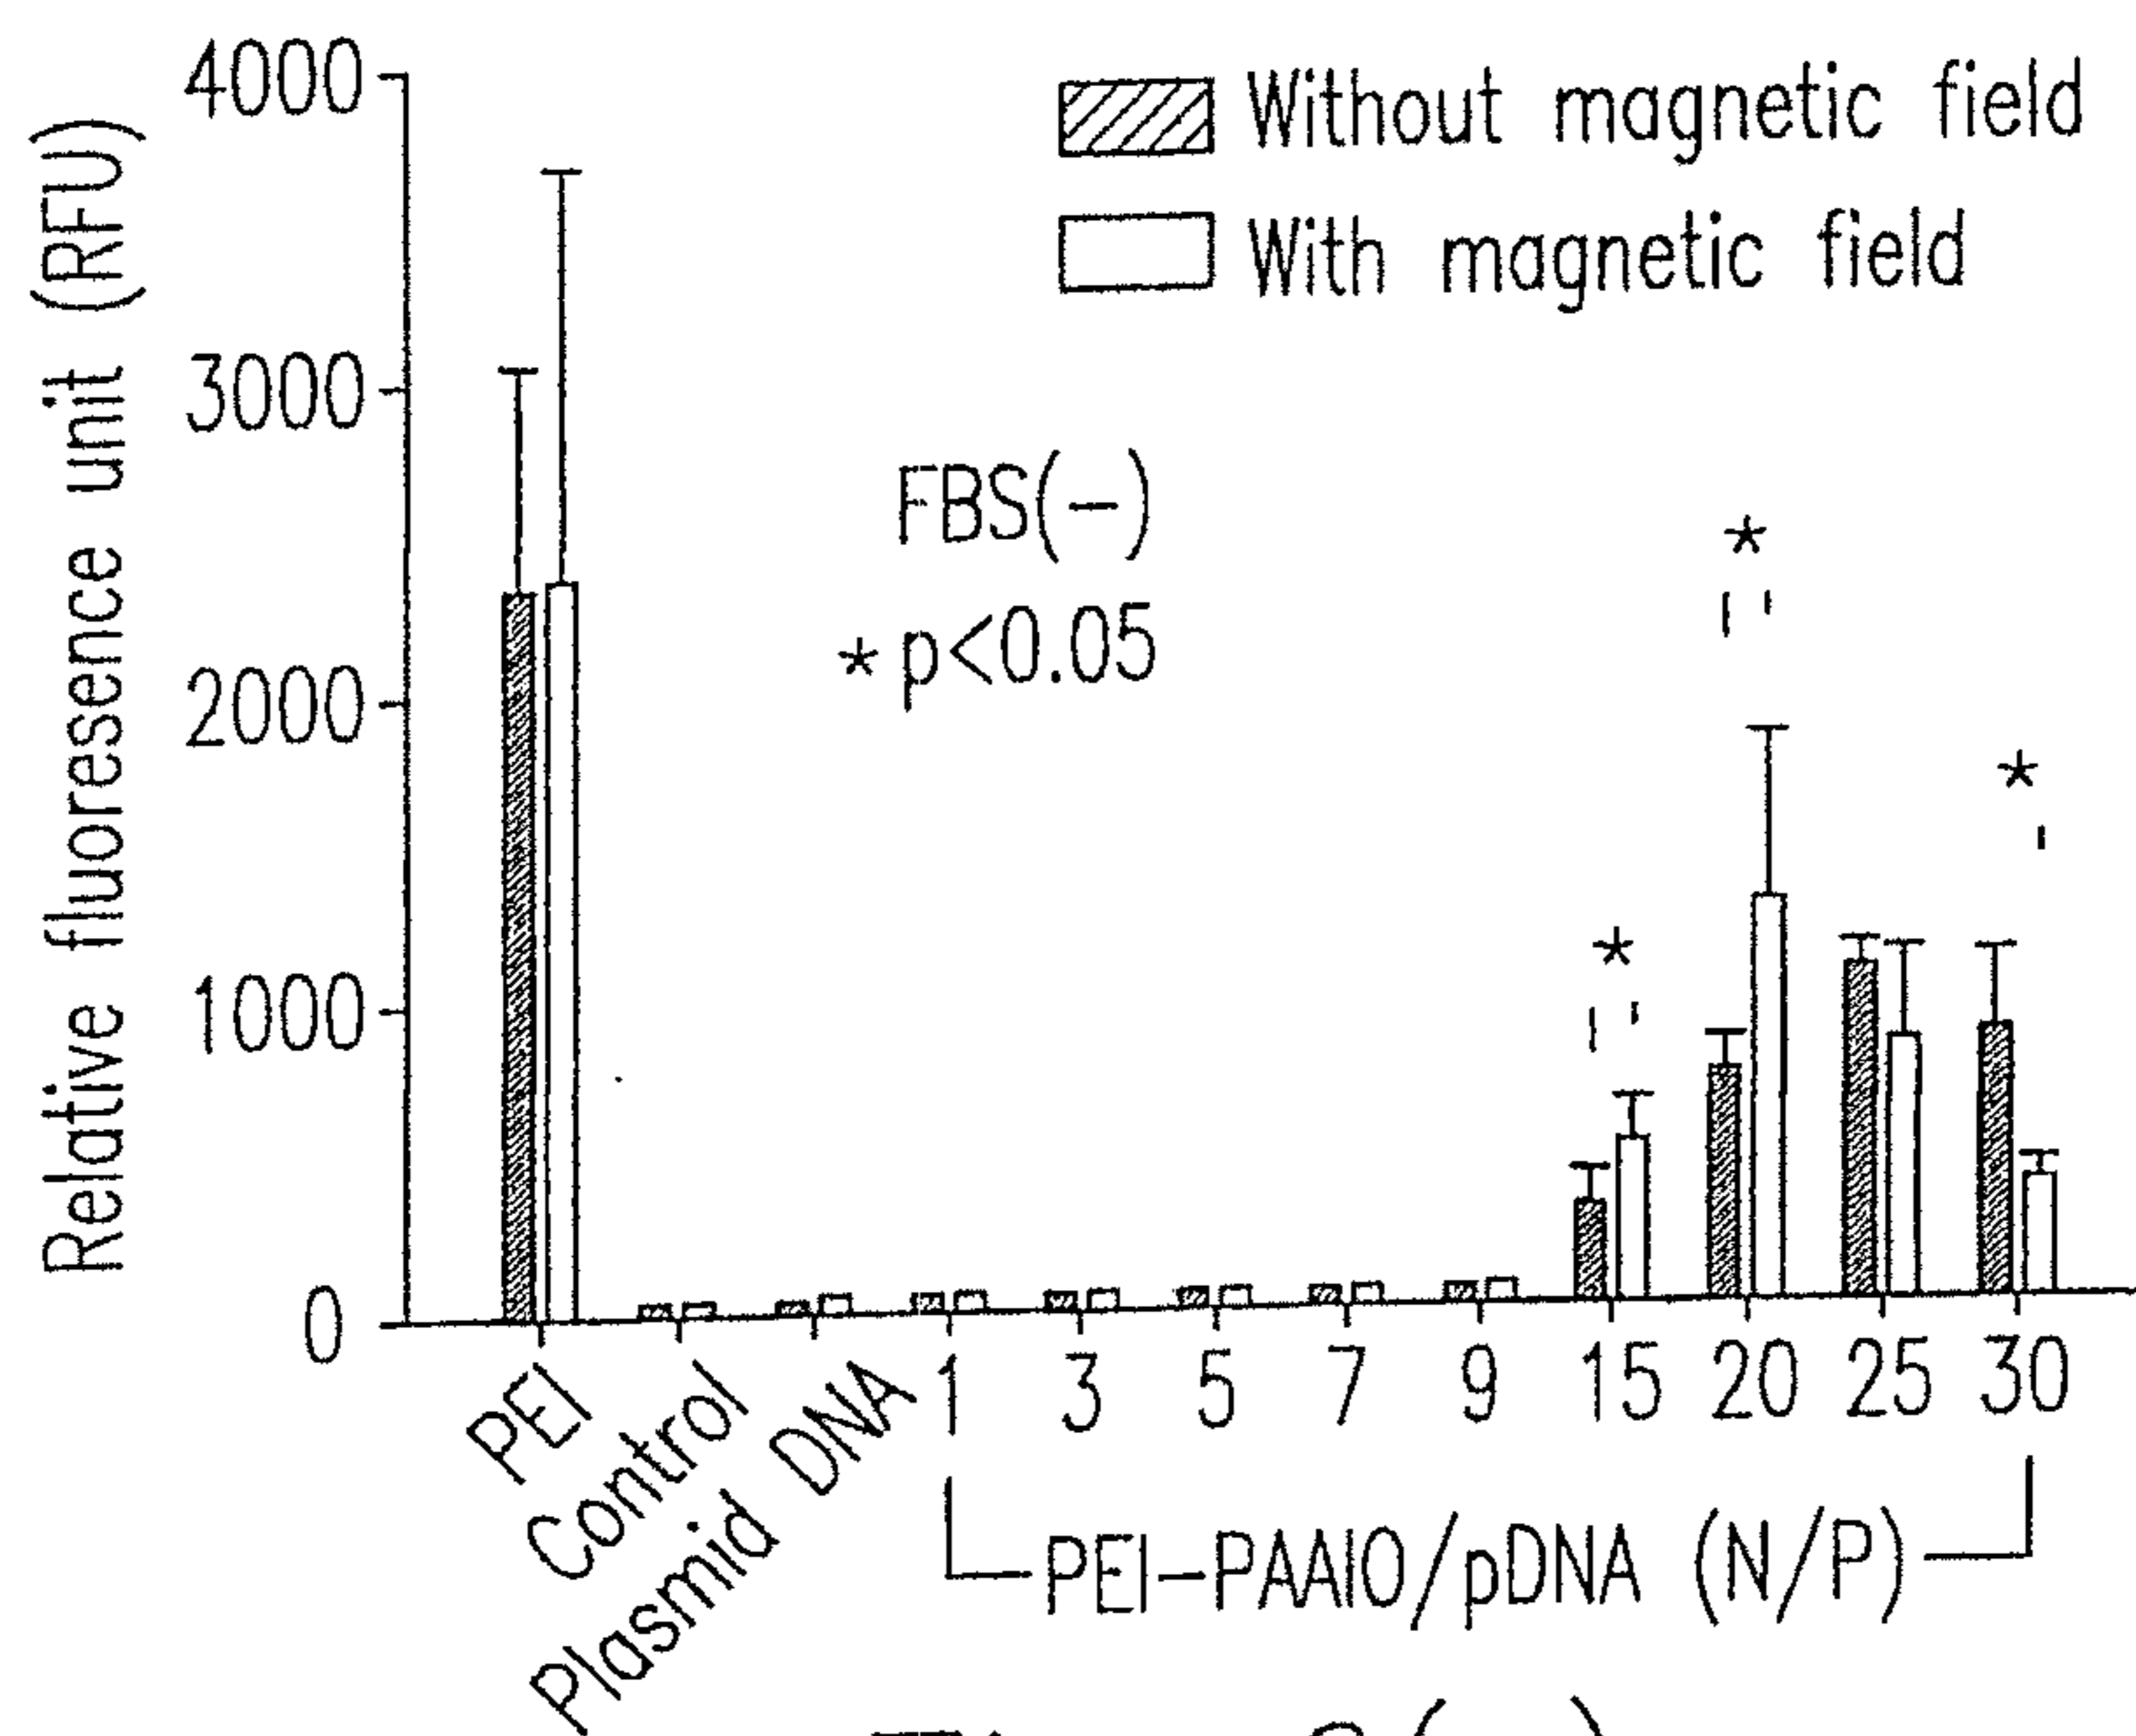 4000
3000
2000
1000
0
Relative fluoresence unit (RFU)
Without magnetic field
With magnetic field
FBS(-)
* p<0.05
*
*
*
PEI
Control
Plasmid DNA
1 3 5 7 9 15 20 25 30
PEI-PAAIO/pDNA (N/P)